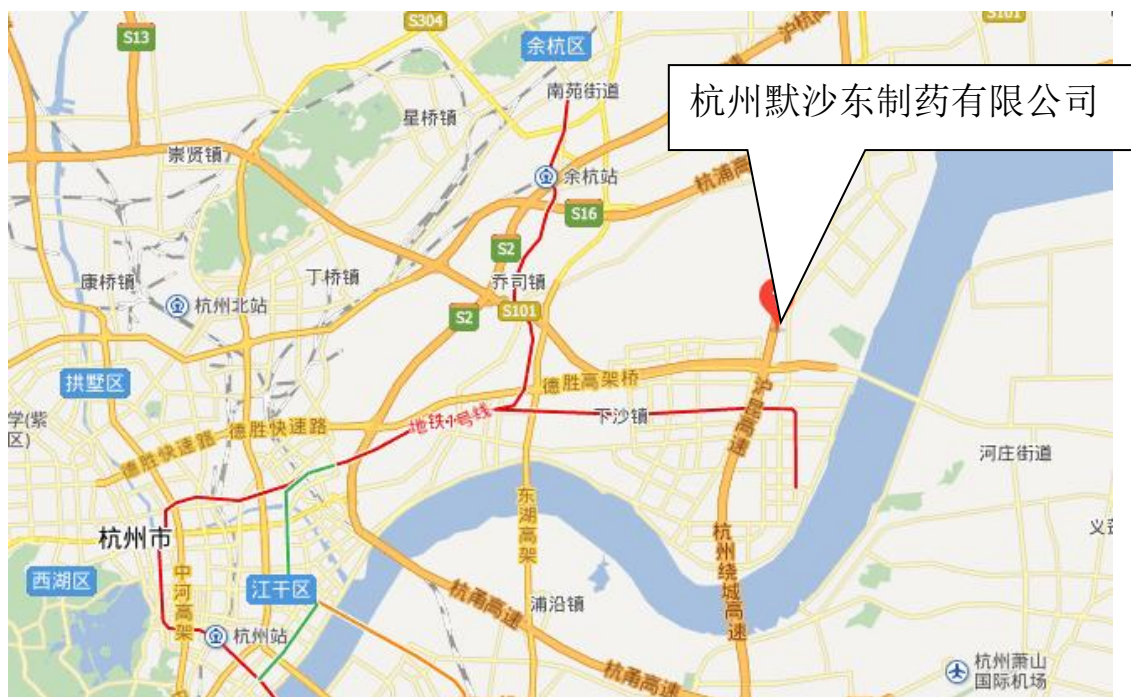 S304
S101
S13
余杭区
沪杭高
南苑街道
杭州默沙东制药有限公司
星桥镇
崇贤镇
余杭站
杭浦高
S16
S2
丁桥镇
乔司镇
康桥镇
杭州北站
S101
S2
德胜高架桥
拱墅区
学(紫
区)
地铁1号线
下沙镇
德胜快速路
德胜快速路
河庄街道
东湖高架
杭州市
杭州绕城高速
西湖区
中河高架
江干区
杭甬高速
浦沿镇
杭州站
杭甬高速
杭州萧山
国际机场